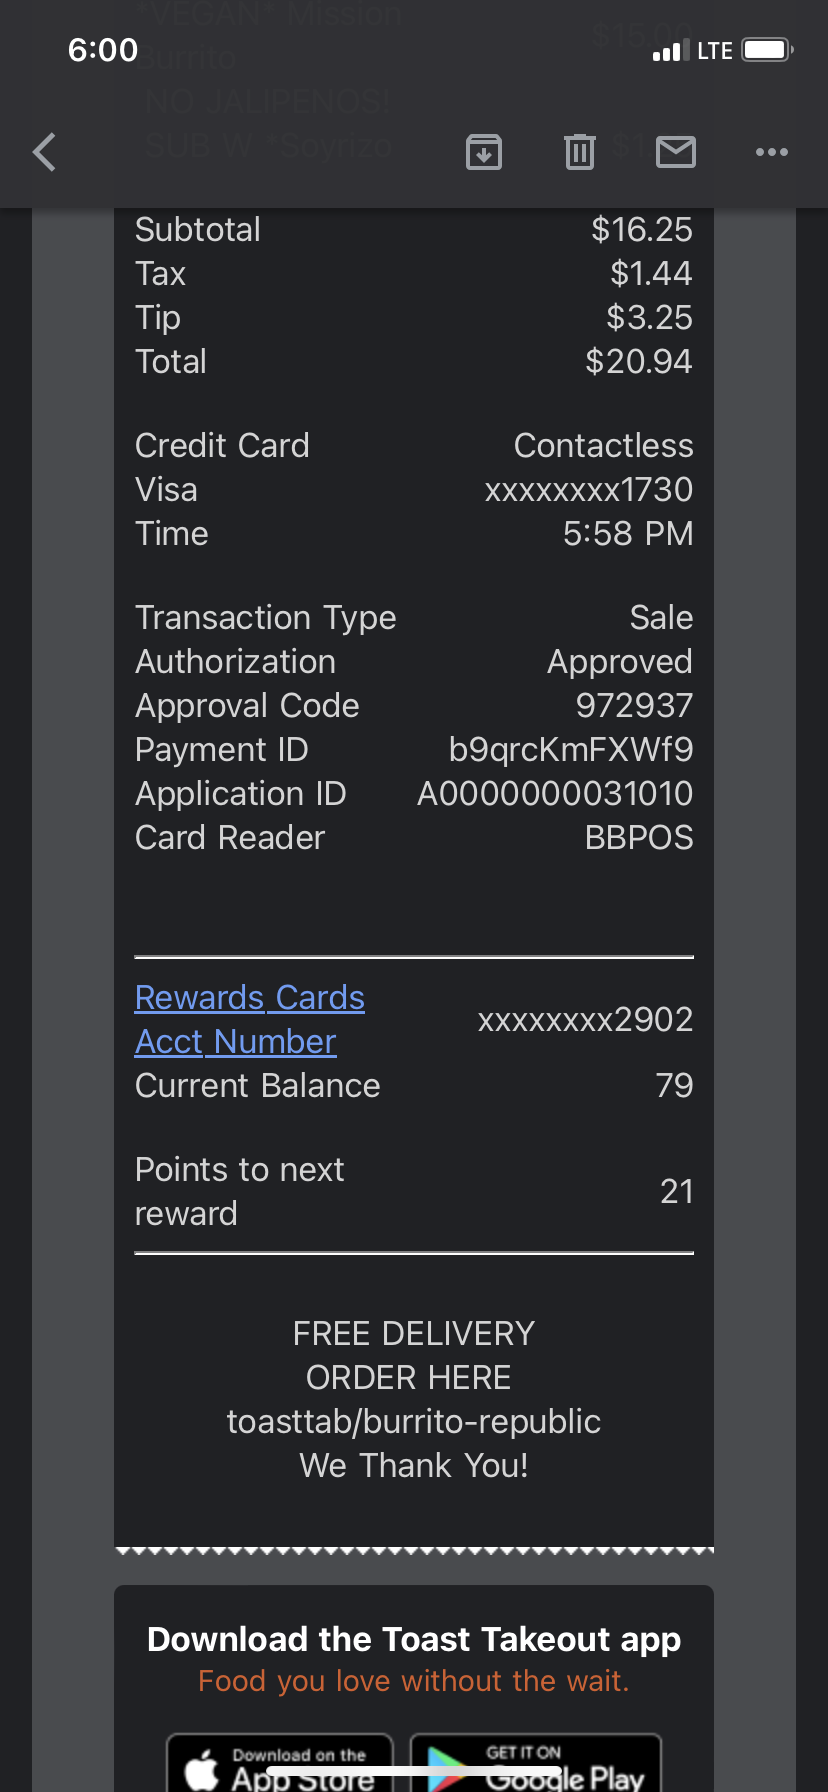 *VEGAN* Mission
$15.00
6:00
LTE
Burrito
NO JALIPENOS!
SUB W *Soyrizo
Subtotal $16.25
Tax $1.44
Tip $3.25
Total $20.94
Credit Card Contactless
Visa xxxxxxxx1730
Time 5:58 PM
Transaction Type Sale
Authorization Approved
Approval Code 972937
Payment ID b9qrcKmFXWf9
Application ID A0000000031010
Card Reader BBPOS
Rewards Cards
Acct Number xxxxxxxx2902
Current Balance 79
Points to next
reward 21
FREE DELIVERY
ORDER HERE
toasttab/burrito-republic
We Thank You!
Download the Toast Takeout app
Food you love without the wait.
Download on the
App Store
GET IT ON
Google Play